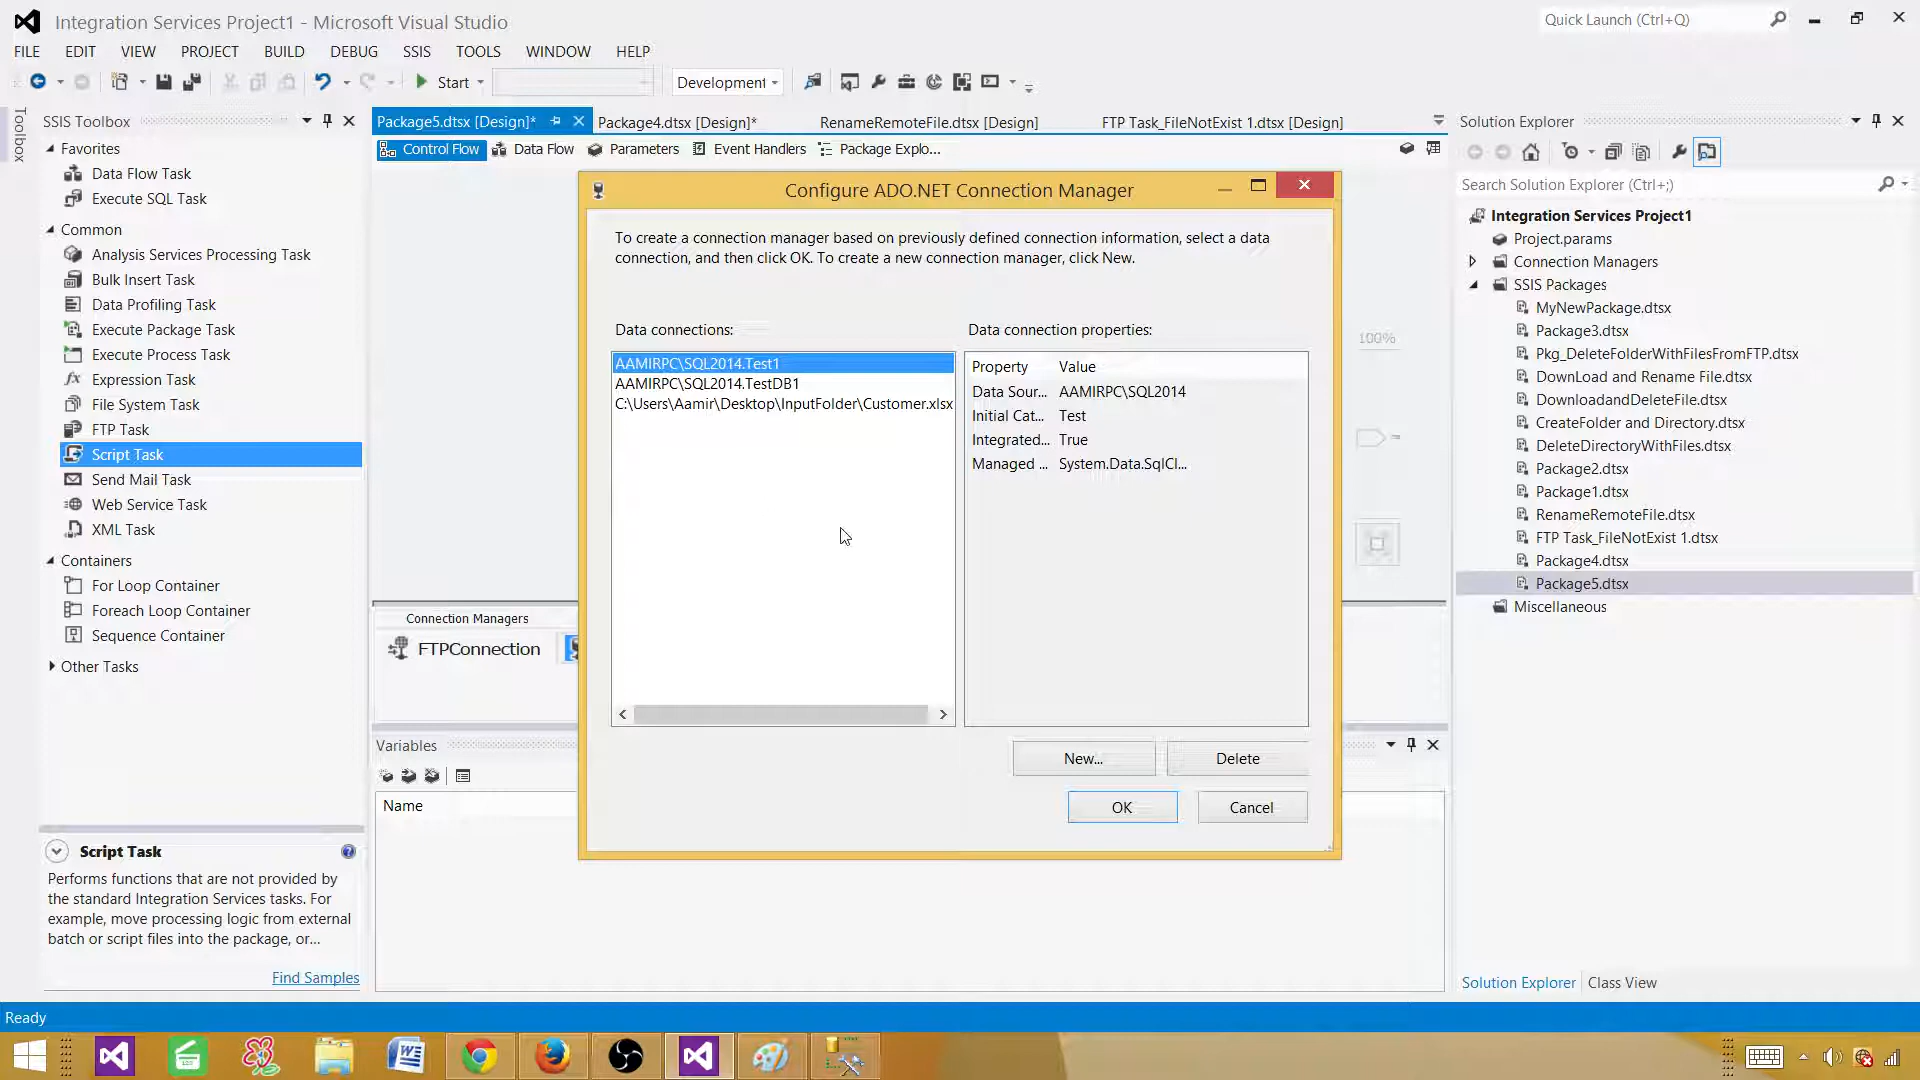 Integration Services Project1 - Microsoft Visual Studio
Quick Launch (Ctrl+Q)
FILE EDIT VIEW PROJECT BUILD DEBUG SSIS TOOLS WINDOW HELP
Start
Development
Toolbox
SSIS Toolbox
Favorites
Data Flow Task
Execute SQL Task
Common
Analysis Services Processing Task
Bulk Insert Task
Data Profiling Task
Execute Package Task
Execute Process Task
Expression Task
File System Task
FTP Task
Script Task
Send Mail Task
Web Service Task
XML Task
Containers
For Loop Container
Foreach Loop Container
Sequence Container
Other Tasks
Script Task
Performs functions that are not provided by
the standard Integration Services tasks. For
example, move processing logic from external
batch or script files into the package, or...
Find Samples
Package5.dtsx [Design]* Package4.dtsx [Design]* RenameRemoteFile.dtsx [Design] FTP Task_FileNotExist 1.dtsx [Design]
Control Flow Data Flow Parameters Event Handlers Package Explo...
100%
Connection Managers
FTPConnection
Variables
Name
Configure ADO.NET Connection Manager
To create a connection manager based on previously defined connection information, select a data
connection, and then click OK. To create a new connection manager, click New.
Data connections:
AAMIRPC\SQL2014.Test1
AAMIRPC\SQL2014.TestDB1
C:\Users\Aamir\Desktop\InputFolder\Customer.xlsx
Data connection properties:
Property Value
Data Sour... AAMIRPC\SQL2014
Initial Cat... Test
Integrated... True
Managed ... System.Data.SqlCl...
New... Delete
OK Cancel
Solution Explorer
Search Solution Explorer (Ctrl+;)
Integration Services Project1
Project.params
Connection Managers
SSIS Packages
MyNewPackage.dtsx
Package3.dtsx
Pkg_DeleteFolderWithFilesFromFTP.dtsx
DownLoad and Rename File.dtsx
DownloadandDeleteFile.dtsx
CreateFolder and Directory.dtsx
DeleteDirectoryWithFiles.dtsx
Package2.dtsx
Package1.dtsx
RenameRemoteFile.dtsx
FTP Task_FileNotExist 1.dtsx
Package4.dtsx
Package5.dtsx
Miscellaneous
Solution Explorer Class View
Ready